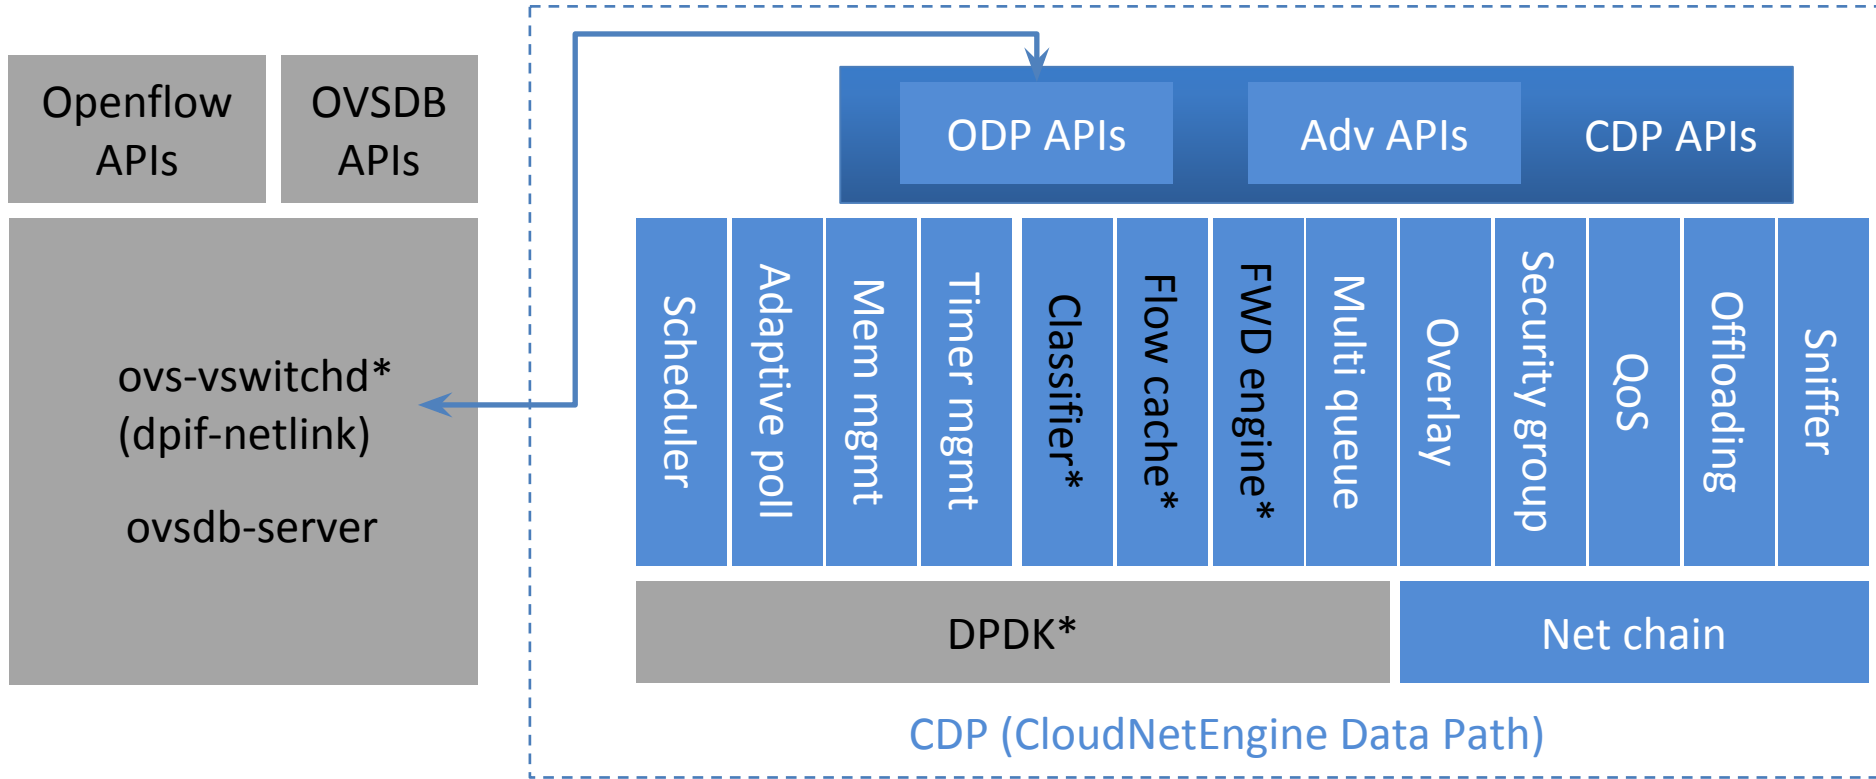 Openflow
APIs
OVSDB
APIs
ovs-vswitchd*
(dpif-netlink)
ovsdb-server
ODP APIs
Adv APIs
CDP APIs
Scheduler
Adaptive poll
Mem mgmt
Timer mgmt
Classifier*
Flow cache*
FWD engine*
Multi queue
Overlay
Security group
QoS
Offloading
Sniffer
DPDK*
Net chain
CDP (CloudNetEngine Data Path)